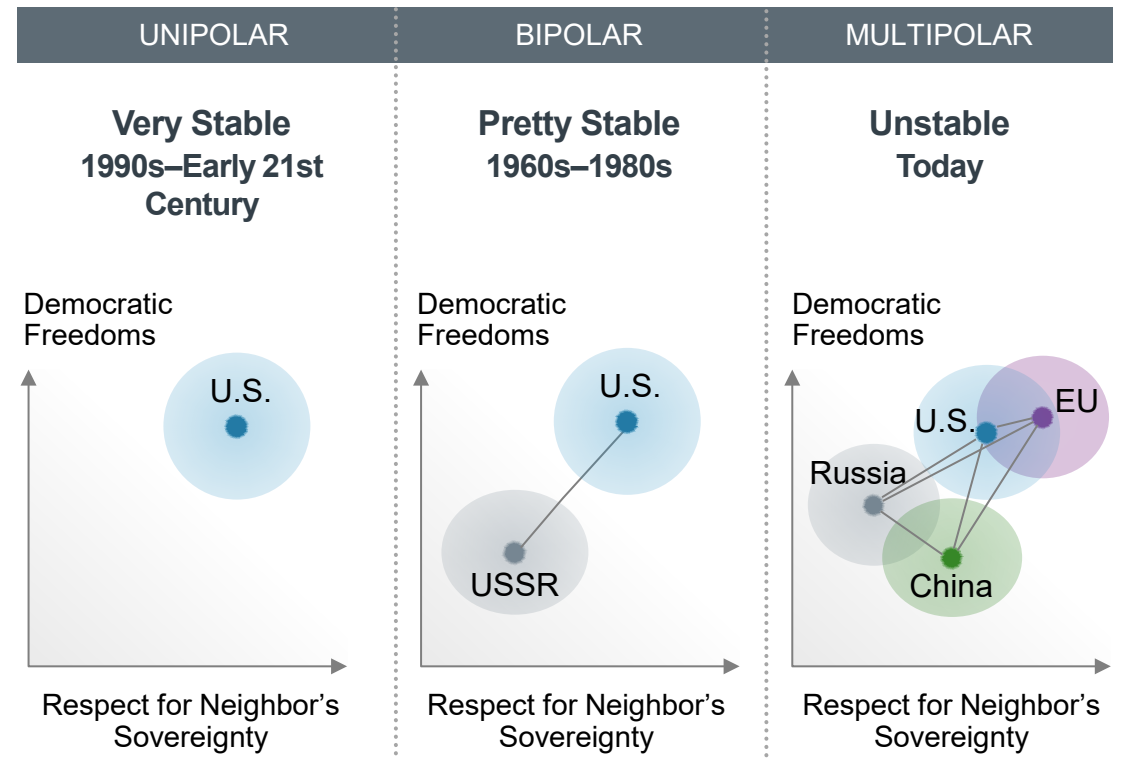 UNIPOLAR
BIPOLAR
MULTIPOLAR
Very Stable
1990s–Early 21st
Century
Pretty Stable
1960s–1980s
Unstable
Today
Democratic
Freedoms
U.S.
Respect for Neighbor’s
Sovereignty
Democratic
Freedoms
U.S.
USSR
Respect for Neighbor’s
Sovereignty
Democratic
Freedoms
EU
U.S.
Russia
China
Respect for Neighbor’s
Sovereignty